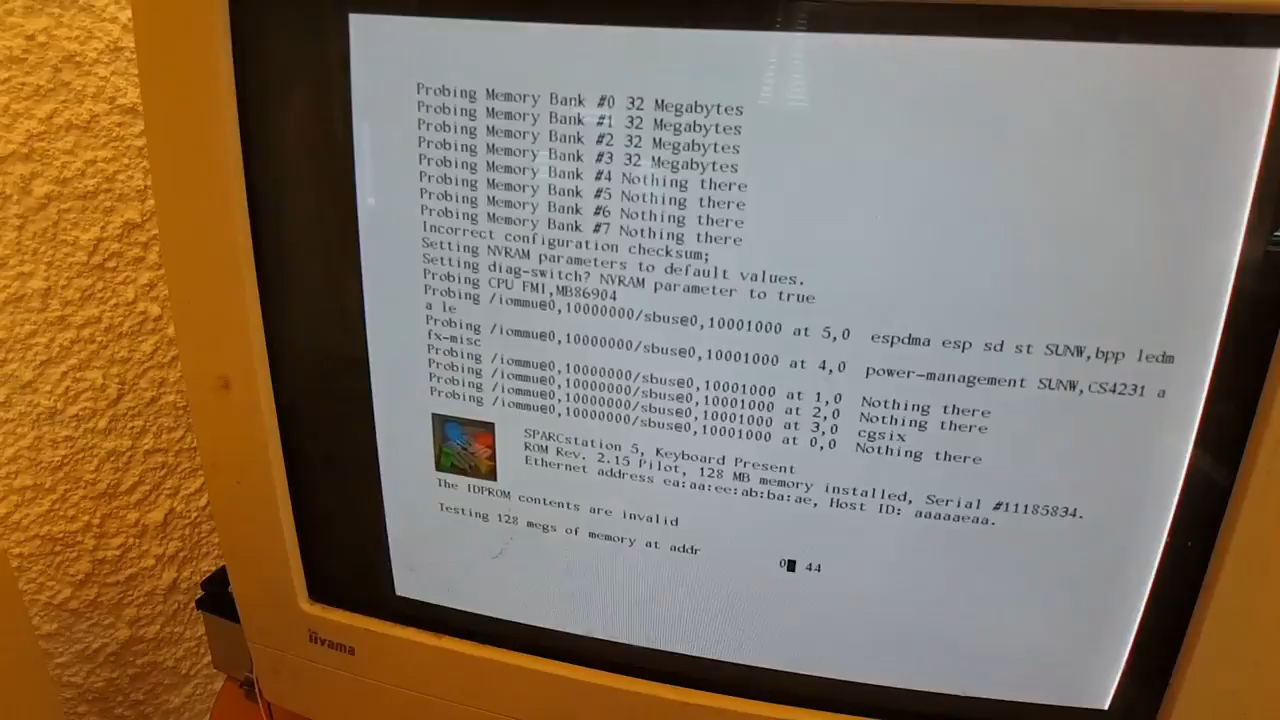 Probing Memory Bank #0 32 Megabytes
Probing Memory Bank #1 32 Megabytes
Probing Memory Bank #2 32 Megabytes
Probing Memory Bank #3 32 Megabytes
Probing Memory Bank #4 Nothing there
Probing Memory Bank #5 Nothing there
Probing Memory Bank #6 Nothing there
Probing Memory Bank #7 Nothing there
Incorrect configuration checksum;
Setting NVRAM parameters to default values.
Setting diag-switch? NVRAM parameter to true
Probing CPU FMI,MB86904
Probing /iommu@0,10000000/sbus@0,10001000 at 5,0 espdma esp sd st SUNW,bpp ledm
a le
Probing /iommu@0,10000000/sbus@0,10001000 at 4,0 power-management SUNW,CS4231 a
fx-misc
Probing /iommu@0,10000000/sbus@0,10001000 at 1,0 Nothing there
Probing /iommu@0,10000000/sbus@0,10001000 at 2,0 Nothing there
Probing /iommu@0,10000000/sbus@0,10001000 at 3,0 cgsix
Probing /iommu@0,10000000/sbus@0,10001000 at 0,0 Nothing there
SPARCstation 5, Keyboard Present
ROM Rev. 2.15 Pilot, 128 MB memory installed, Serial #11185834.
Ethernet address ea:aa:ee:ab:ba:ae, Host ID: aaaaaeaa.
The IDPROM contents are invalid
Testing 128 megs of memory at addr 0 44
iiyama